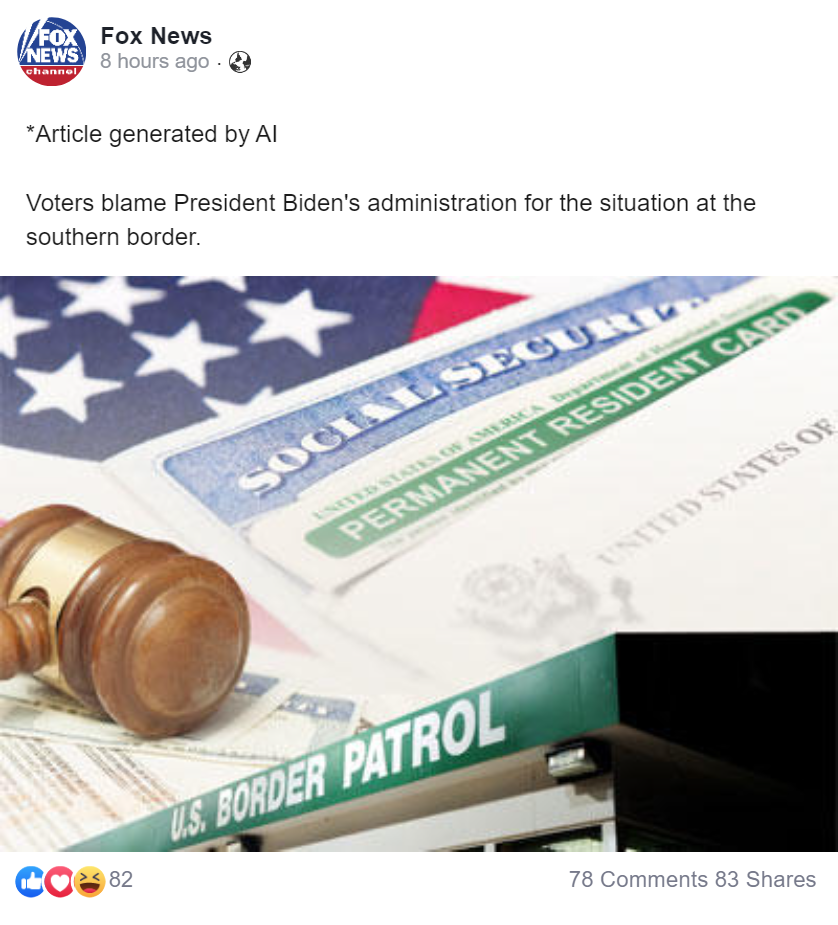 FOX
NEWS
channel
Fox News
8 hours ago ·
*Article generated by AI
Voters blame President Biden's administration for the situation at the
southern border.
SOCIAL SECURITY
UNITED STATES OF AMERICA Department of Homeland Security
PERMANENT RESIDENT CARD
UNITED STATES OF
U.S. BORDER PATROL
82
78 Comments 83 Shares